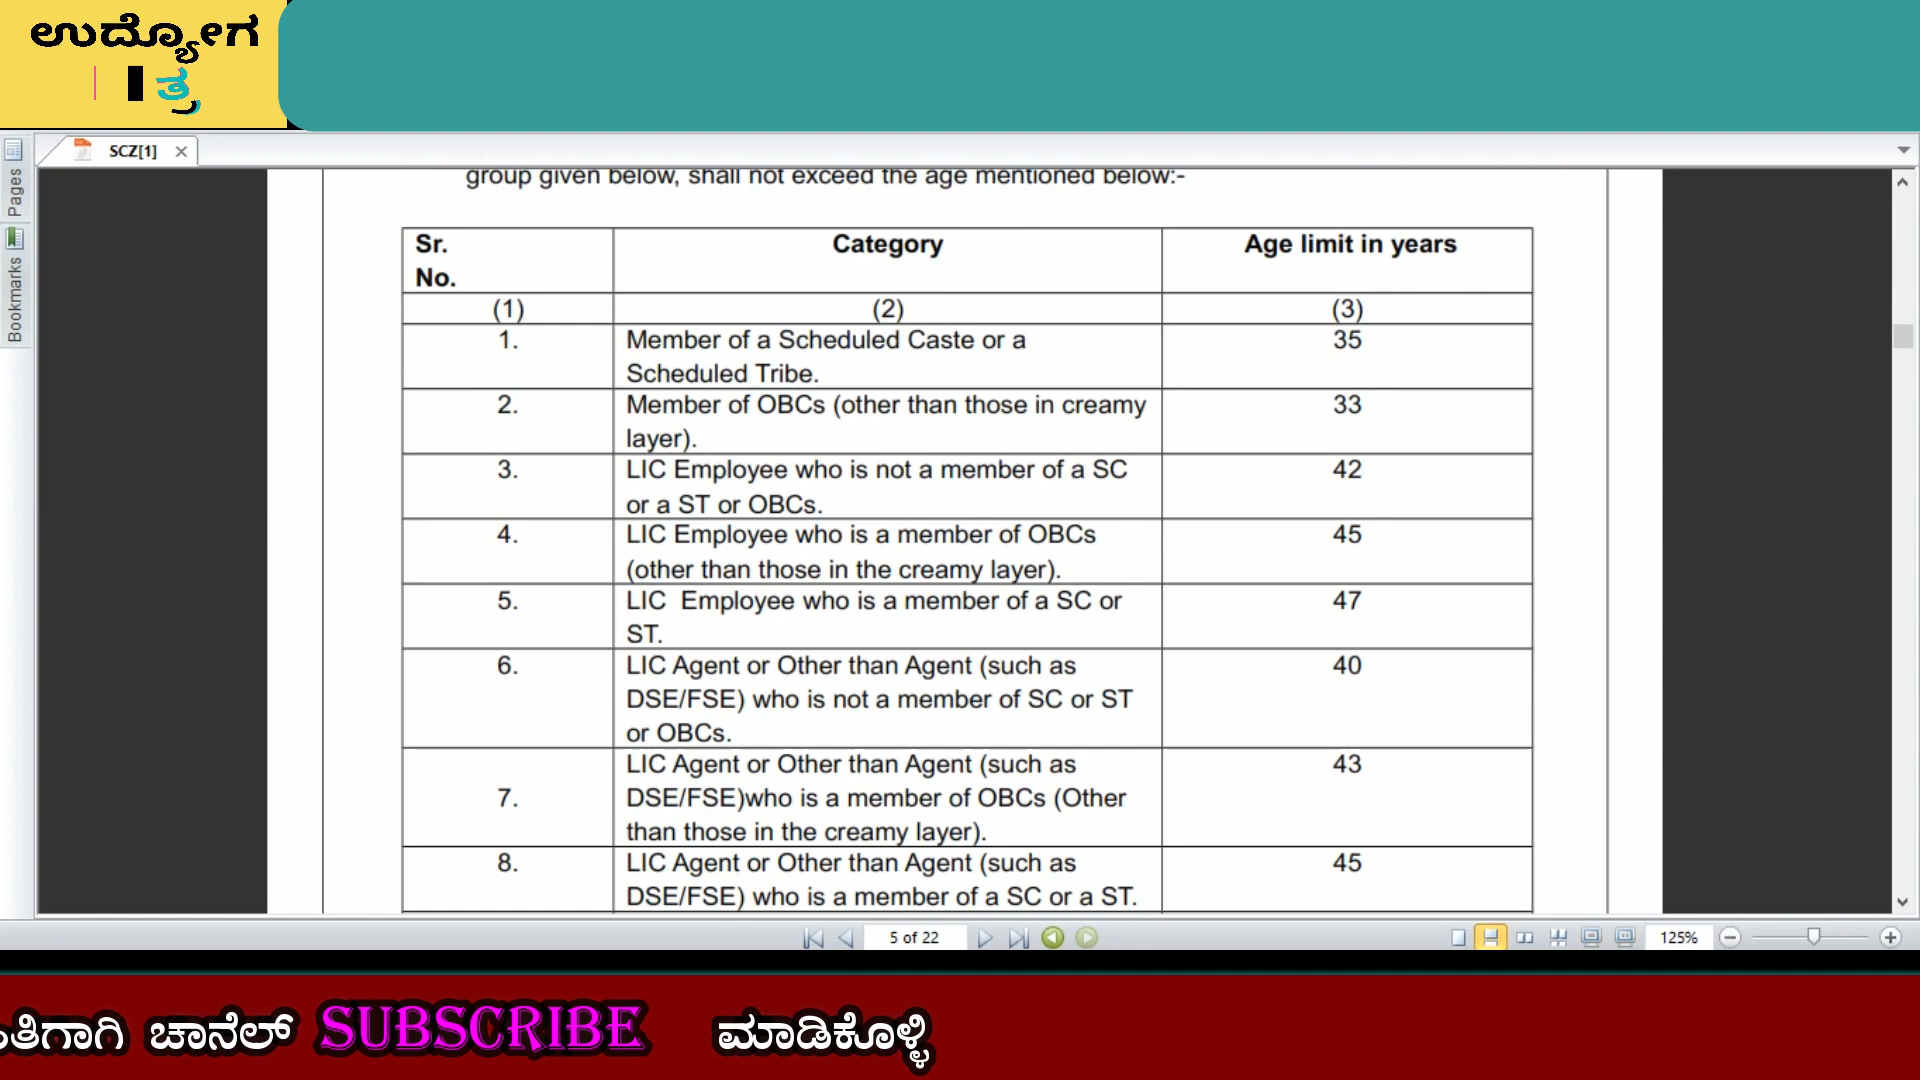 ಉದ್ಯೋಗ
ತ್ರ
SCZ[1]
Pages
Bookmarks
group given below, shall not exceed the age mentioned below:-
Sr. No. Category Age limit in years
(1) (2) (3)
1. Member of a Scheduled Caste or a 35
Scheduled Tribe.
2. Member of OBCs (other than those in creamy 33
layer).
3. LIC Employee who is not a member of a SC 42
or a ST or OBCs.
4. LIC Employee who is a member of OBCs 45
(other than those in the creamy layer).
5. LIC Employee who is a member of a SC or 47
ST.
6. LIC Agent or Other than Agent (such as 40
DSE/FSE) who is not a member of SC or ST
or OBCs.
LIC Agent or Other than Agent (such as 43
7. DSE/FSE)who is a member of OBCs (Other
than those in the creamy layer).
8. LIC Agent or Other than Agent (such as 45
DSE/FSE) who is a member of a SC or a ST.
5 of 22
125%
ಚಾನೆಲ್ SUBSCRIBE ಮಾಡಿಕೊಳ್ಳಿ